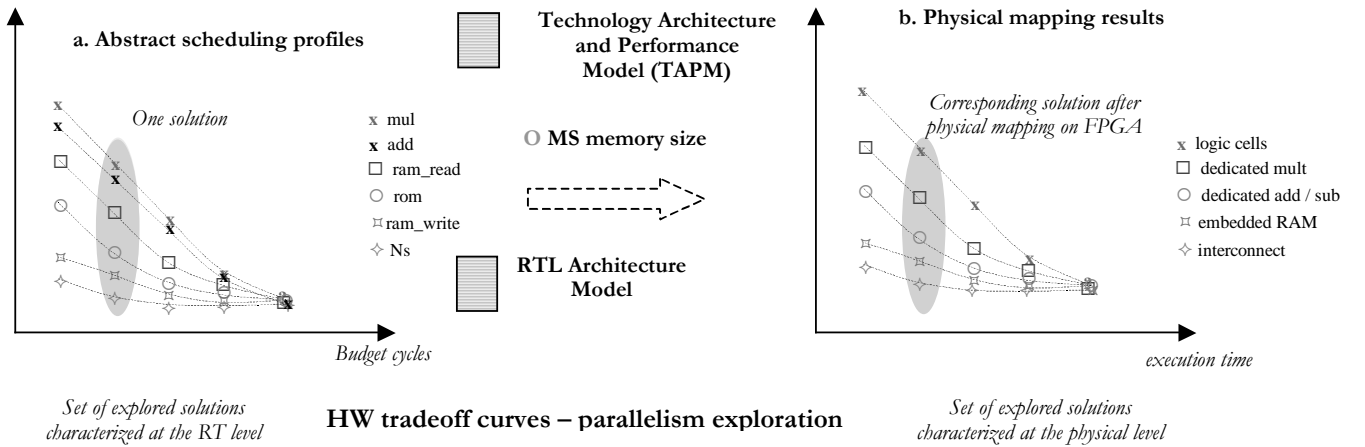 a. Abstract scheduling profiles
One solution
x mul
x add
ram_read
rom
ram_write
Ns
Budget cycles
Set of explored solutions
characterized at the RT level
Technology Architecture
and Performance
Model (TAPM)
O MS memory size
RTL Architecture
Model
HW tradeoff curves – parallelism exploration
b. Physical mapping results
Corresponding solution after
physical mapping on FPGA
x logic cells
dedicated mult
dedicated add / sub
embedded RAM
interconnect
execution time
Set of explored solutions
characterized at the physical level